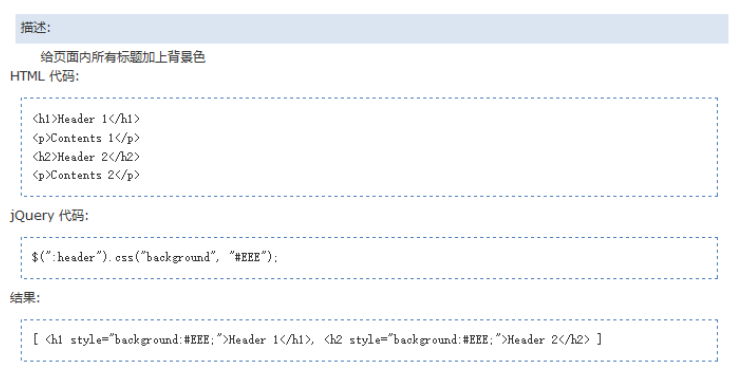 描述:
给页面内所有标题加上背景色
HTML 代码:
<h1>Header 1</h1>
<p>Contents 1</p>
<h2>Header 2</h2>
<p>Contents 2</p>
jQuery 代码:
$(":header").css("background", "#EEE");
结果:
[ <h1 style="background:#EEE;">Header 1</h1>, <h2 style="background:#EEE;">Header 2</h2> ]